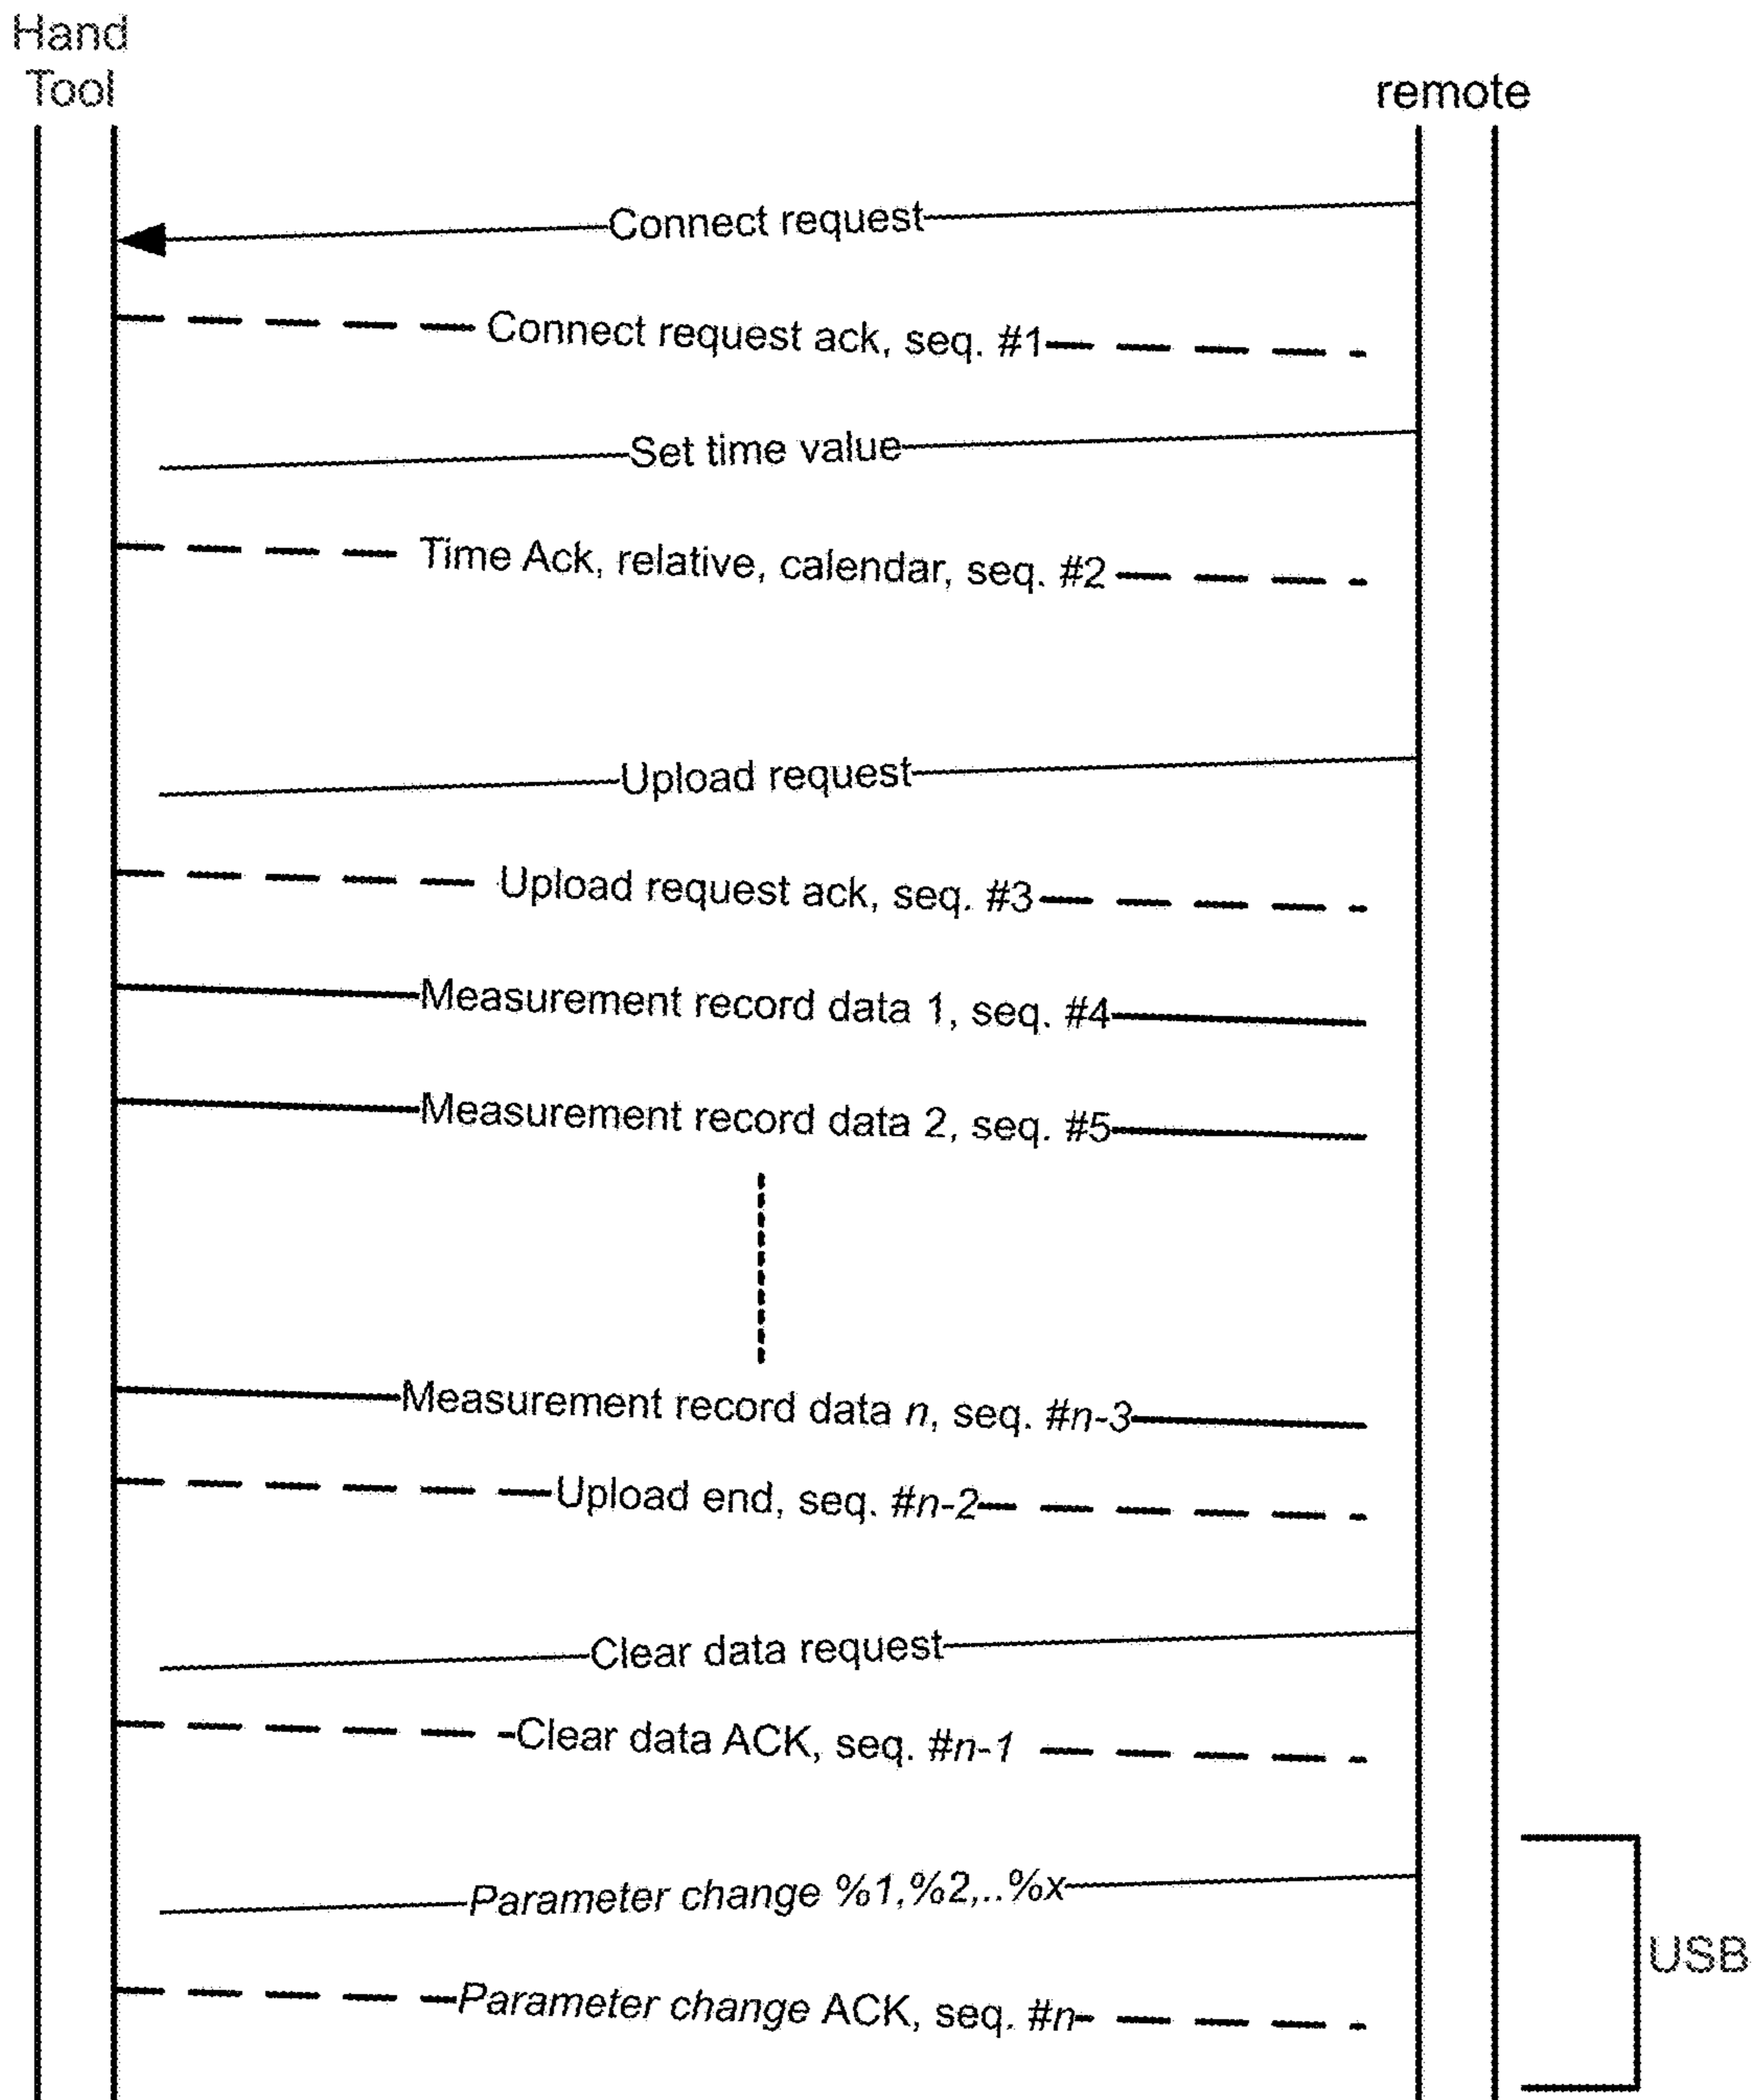 Hand
Tool
remote
Connect request
Connect request ack, seq. #1
Set time value
Time Ack, relative, calendar, seq. #2
Upload request
Upload request ack, seq. #3
Measurement record data 1, seq. #4
Measurement record data 2, seq. #5
Measurement record data n, seq. #n-3
Upload end, seq. #n-2
Clear data request
Clear data ACK, seq. #n-1
Parameter change %1,%2,..%x
USB
Parameter change ACK, seq. #n